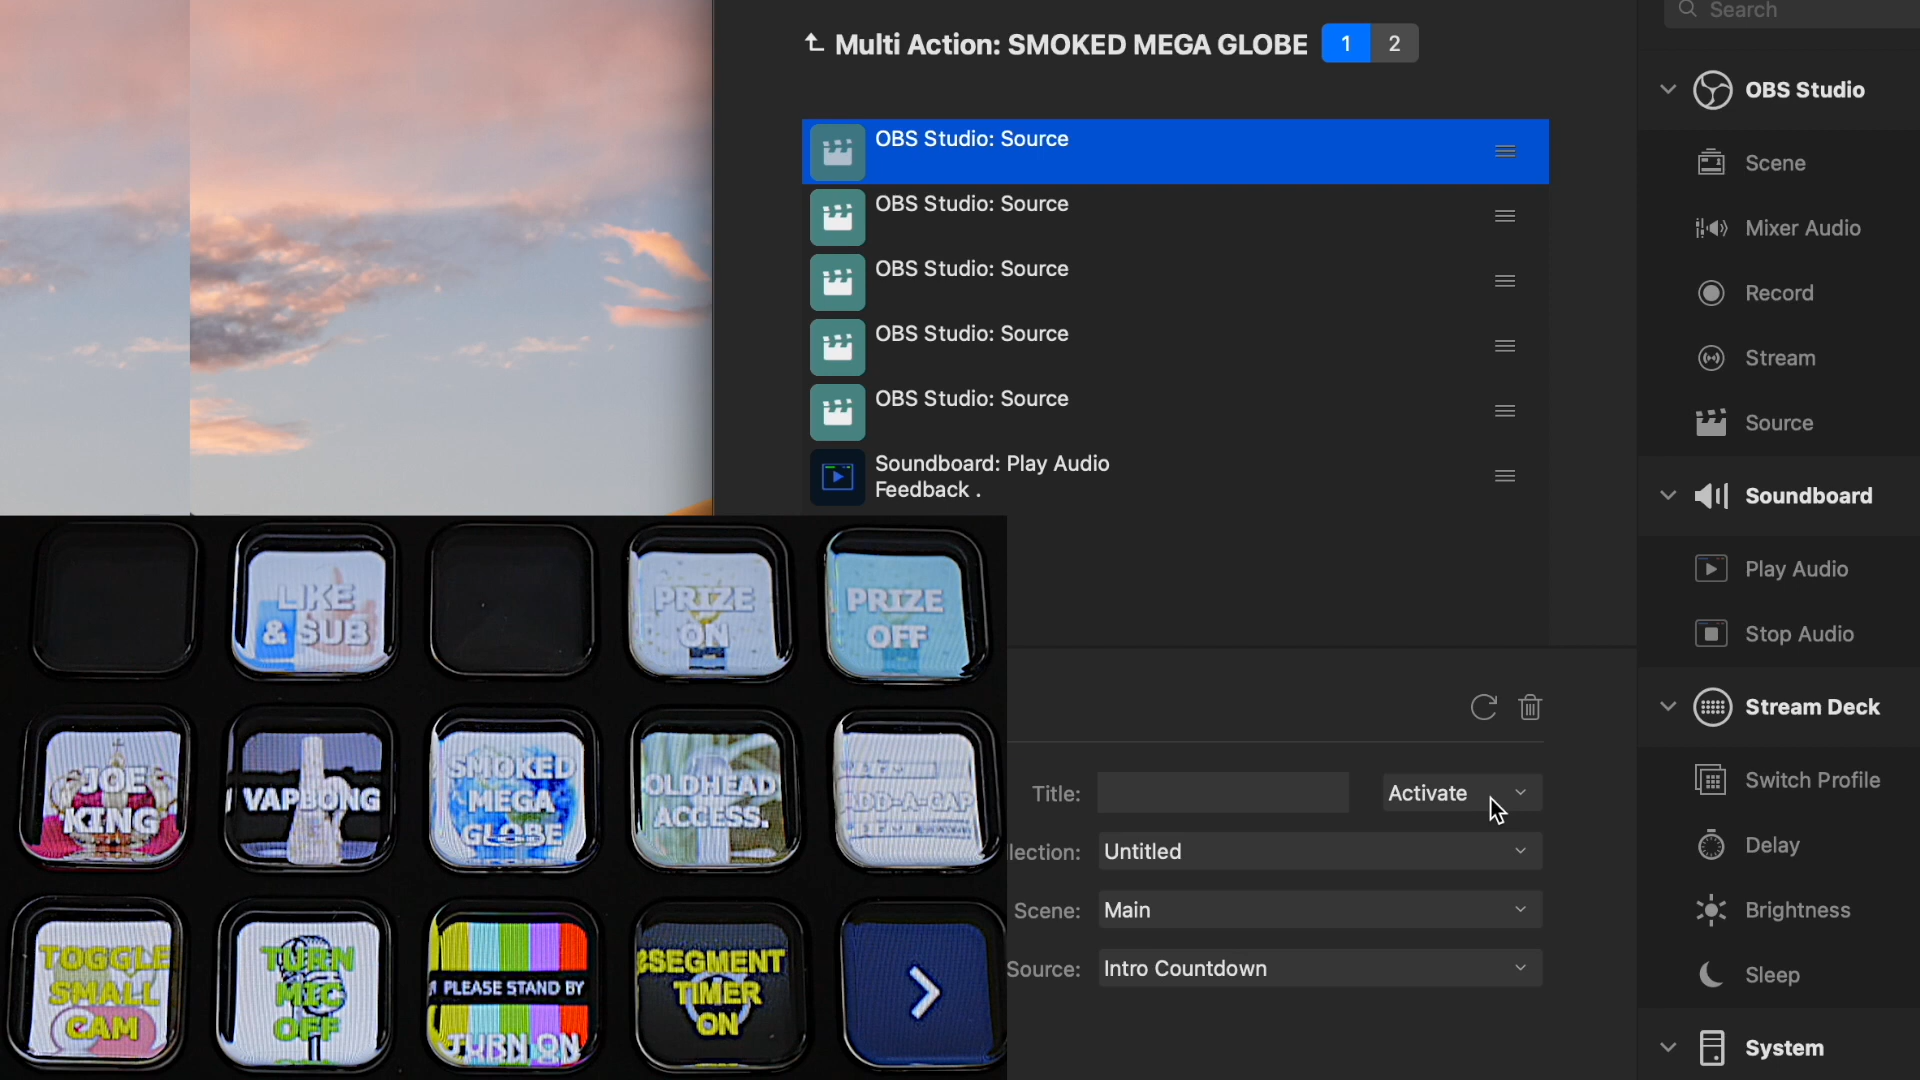 Search
Multi Action: SMOKED MEGA GLOBE 1 2
OBS Studio: Source
OBS Studio: Source
OBS Studio: Source
OBS Studio: Source
OBS Studio: Source
Soundboard: Play Audio
Feedback .
OBS Studio
Scene
Mixer Audio
Record
Stream
Source
Soundboard
Play Audio
Stop Audio
Stream Deck
Switch Profile
Delay
Brightness
Sleep
System
Title:
Activate
lection: Untitled
Scene: Main
Source: Intro Countdown
LIKE
& SUB
PRIZE
ON
PRIZE
OFF
JOE
KING
VAPBONG
SMOKED
MEGA
GLOBE
OLDHEAD
ACCESS.
ADD-A-CAP
TOGGLE
SMALL
CAM
TURN
MIC
OFF
PLEASE STAND BY
TURN ON
SEGMENT
TIMER
ON